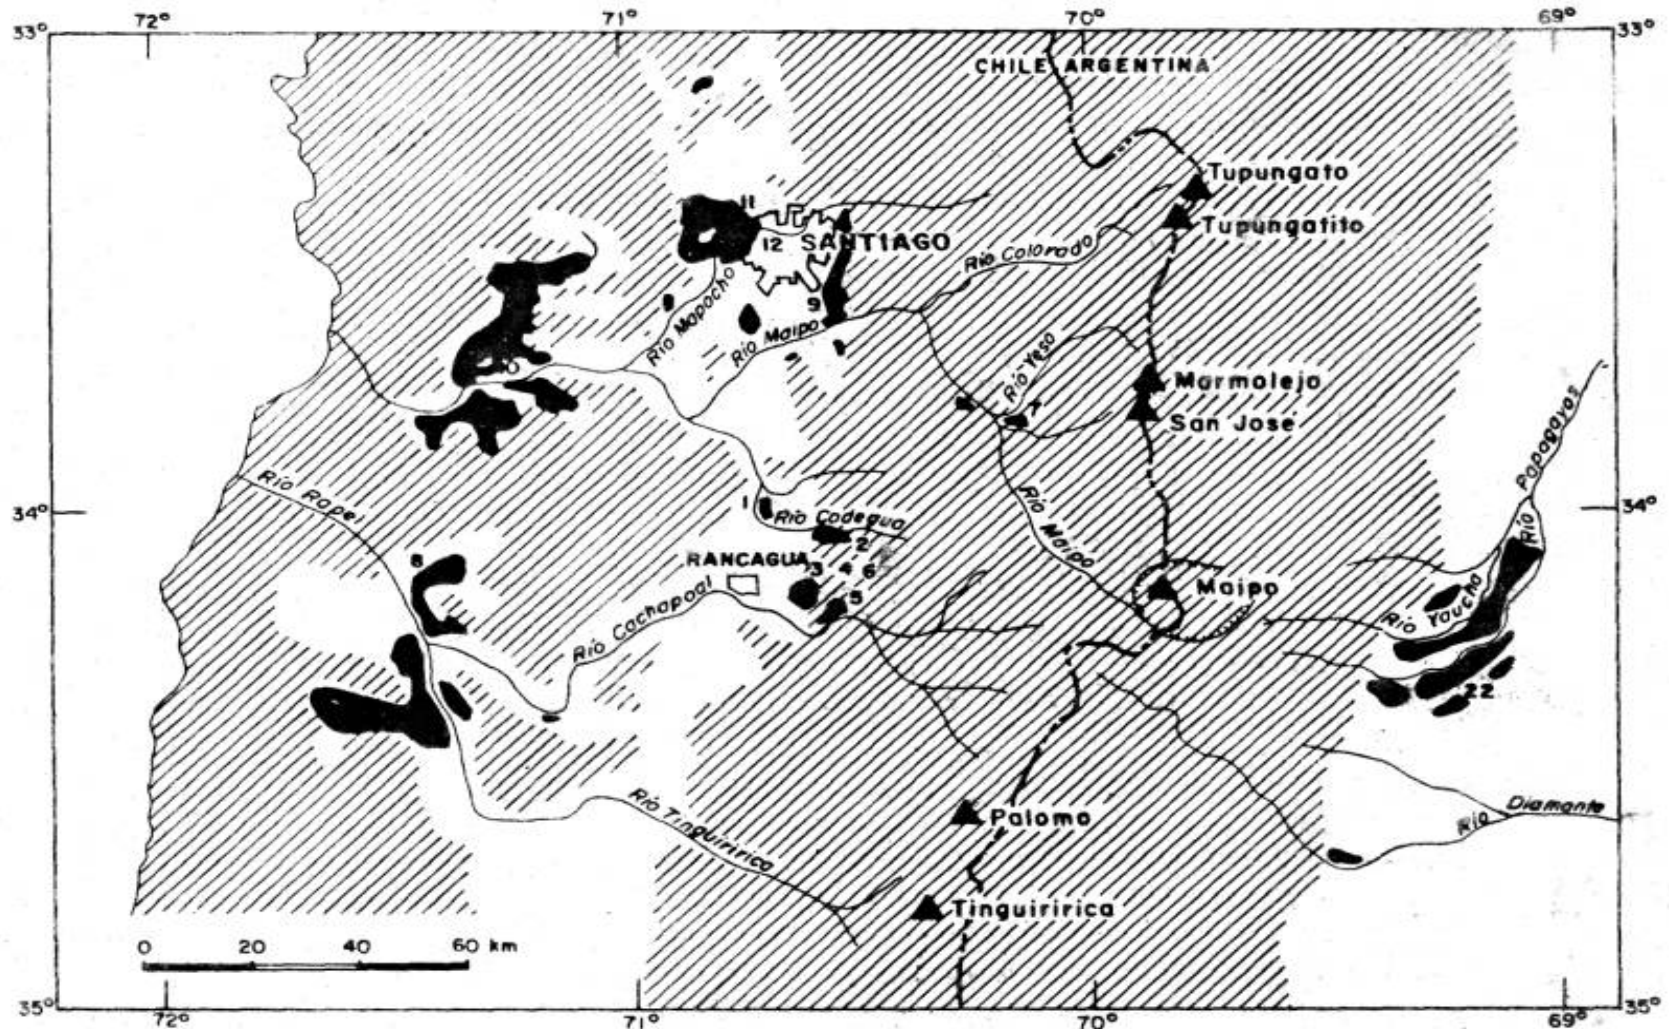 72° 71° 70° 69°
33° 33°
CHILE ARGENTINA
Tupungato
Tupungatito
11
12 SANTIAGO
Río Colorado
Río Mapocho
9
Río Maipo
Río Yeso
Marmolejo
7
San José
10
Río Papagayos
Río Rapel
34° 34°
1
Río Codegua
2
Río Maipo
RANCAGUA 3 4 6
5
8
Maipo
Río Yaucha
Río Cachapoal
22
Río Tinguiririca
Palomo
Río Diamante
Tinguiririca
0 20 40 60 km
35° 35°
72° 71° 70° 69°